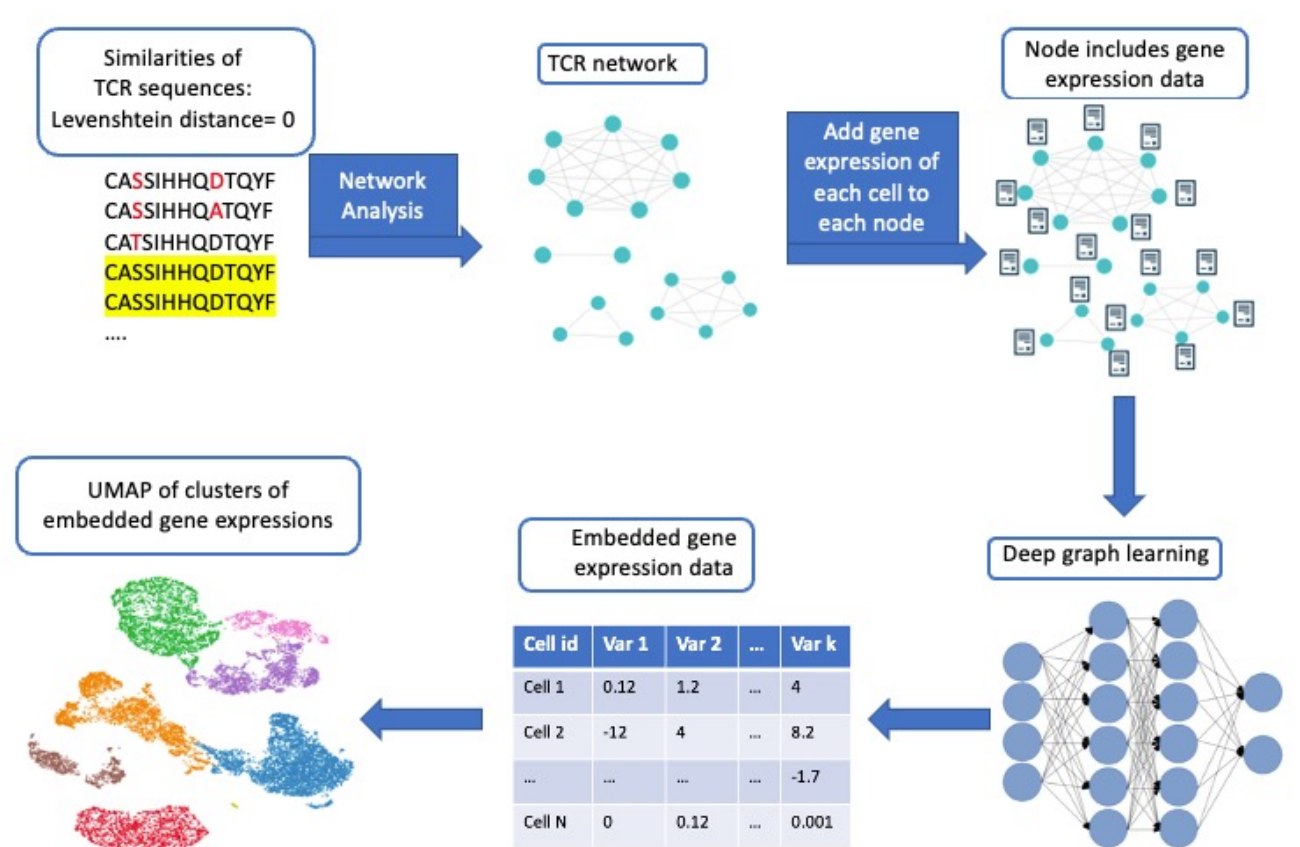 Similarities of
TCR sequences:
Levenshtein distance= 0
CASSIHHQDTQYF
CASSIHHQATQYF
CATSIHHQDTQYF
CASSIHHQDTQYF
CASSIHHQDTQYF
....
Network
Analysis
TCR network
Add gene
expression of
each cell to
each node
Node includes gene
expression data
Deep graph learning
Embedded gene
expression data
Cell id Var 1 Var 2 ... Var k
Cell 1 0.12 1.2 ... 4
Cell 2 -12 4 ... 8.2
... ... ... ... -1.7
Cell N 0 0.12 ... 0.001
UMAP of clusters of
embedded gene expressions